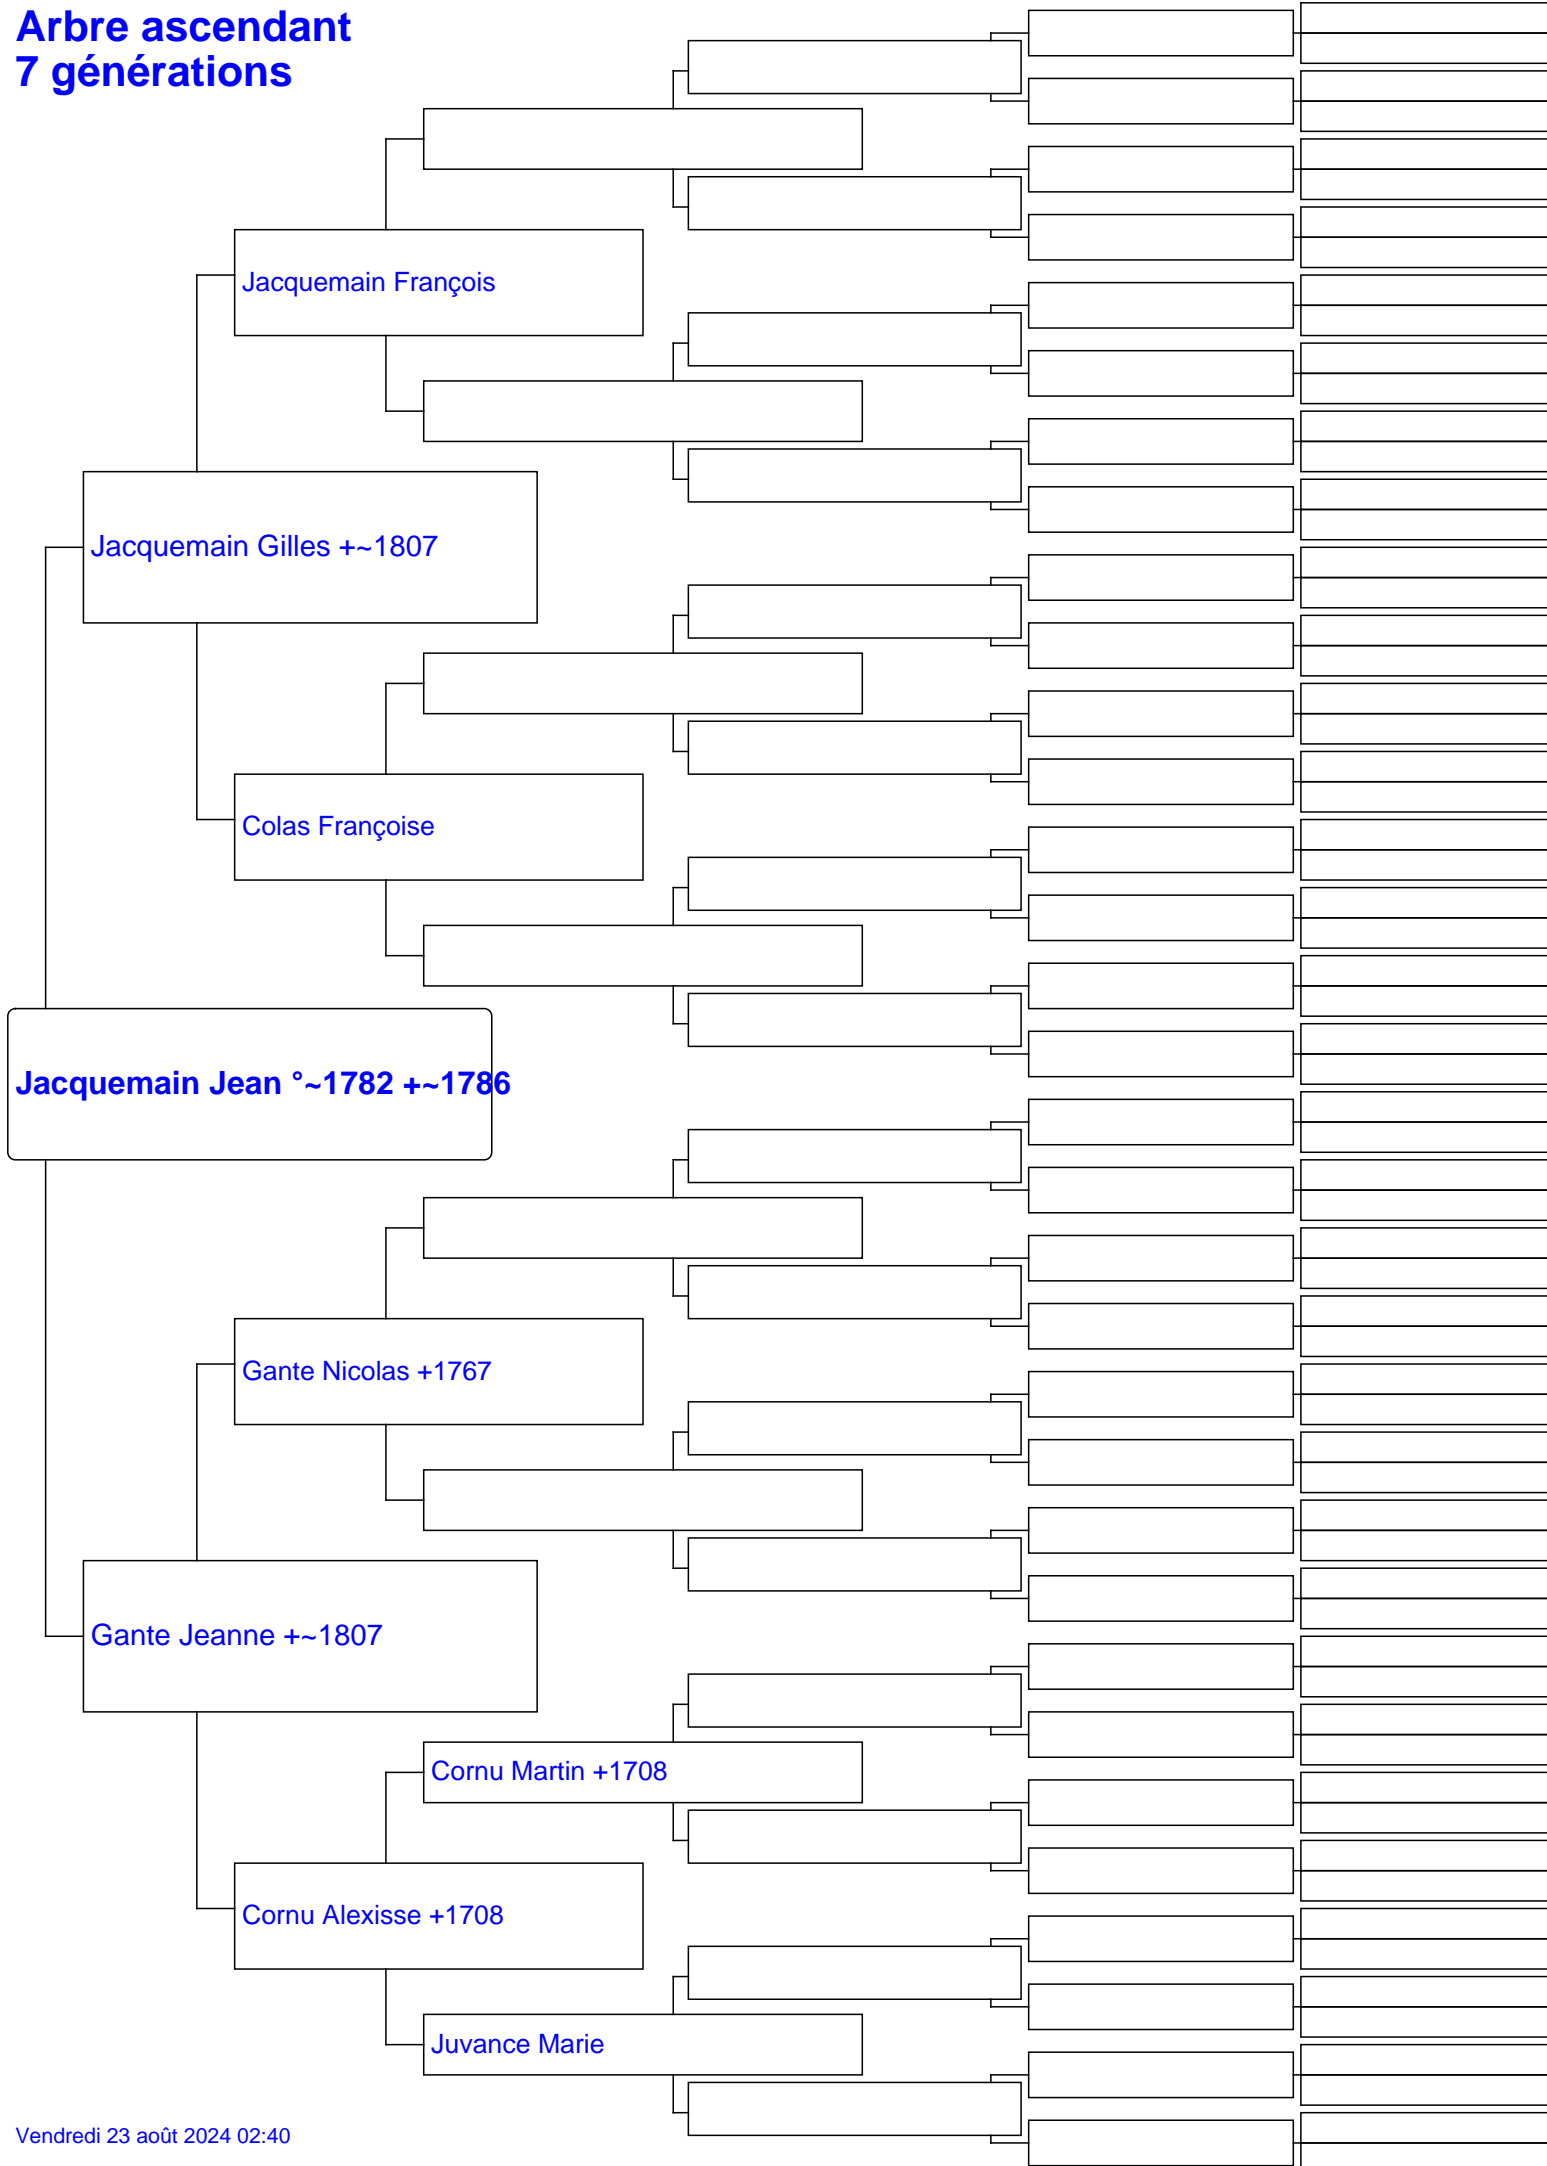 Arbre ascendant
7 générations
Jacquemain François
Jacquemain Gilles +~1807
Colas Françoise
Jacquemain Jean °~1782 +~1786
Gante Nicolas +1767
Gante Jeanne +~1807
Cornu Martin +1708
Cornu Alexisse +1708
Juvance Marie
Vendredi 23 août 2024 02:40